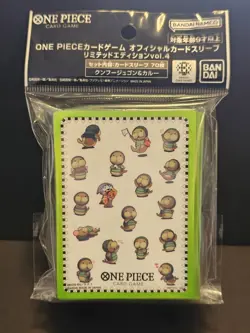 ONE PIECE
CARD GAME
BANDAI NAMCO
対象年齢9才以上
ONE PIECEカードゲーム オフィシャルカードスリーブ
リミテッドエディションvol.4
セット内容:カードスリーブ 70枚
クンフージュゴン&カルー
BAN
DAI
ONE PIECE
CARD GAME